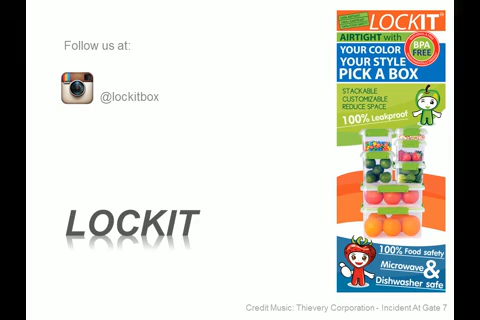 Follow us at:
@lockitbox
LOCKIT
LOCKIT
AIRTIGHT with
BPA
FREE
YOUR COLOR
YOUR STYLE
PICK A BOX
STACKABLE
CUSTOMIZABLE
REDUCE SPACE
100% Leakproof
100% Food safety
Microwave &
Dishwasher safe
Credit Music: Thievery Corporation - Incident At Gate 7